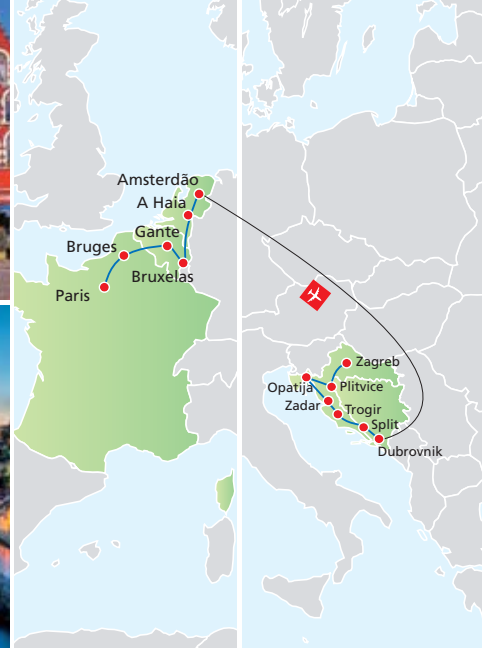 Amsterdão
A Haia
Gante
Bruges
Bruxelas
Paris
Zagreb
Opatija
Plitvice
Zadar
Trogir
Split
Dubrovnik